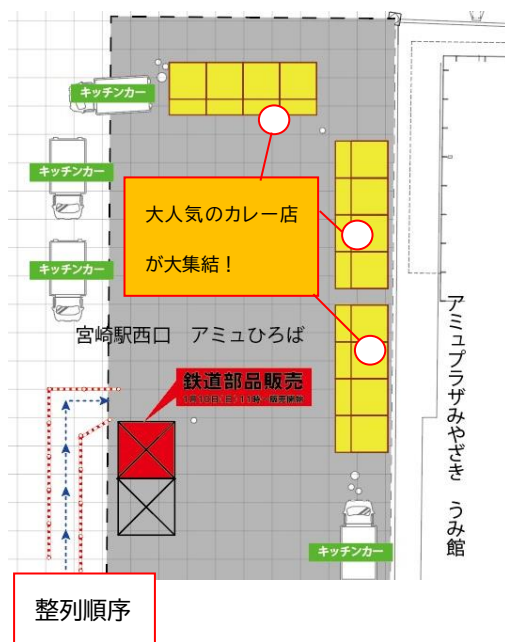 キッチンカー
キッチンカー
大人気のカレー店
が大集結！
キッチンカー
宮崎駅西口　アミュひろば
鉄道部品販売
アミュプラザみやざき　うみ館
キッチンカー
整列順序